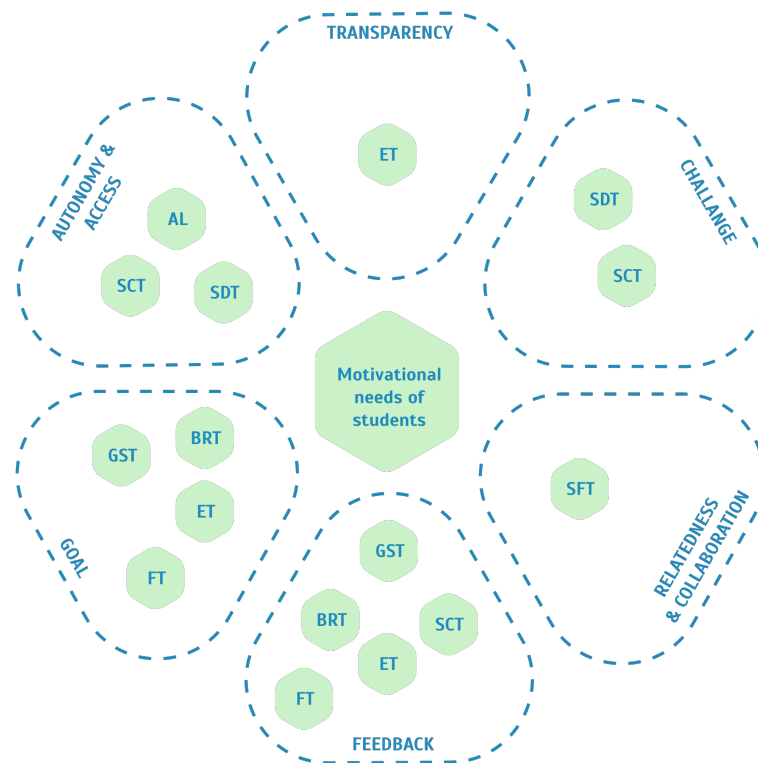 TRANSPARENCY
ET
AUTONOMY &
ACCESS
AL
SCT
SDT
CHALLANGE
SDT
SCT
Motivational
needs of
students
GOAL
GST
BRT
ET
FT
RELATEDNESS
& COLLABORATION
SFT
GST
BRT
SCT
ET
FT
FEEDBACK